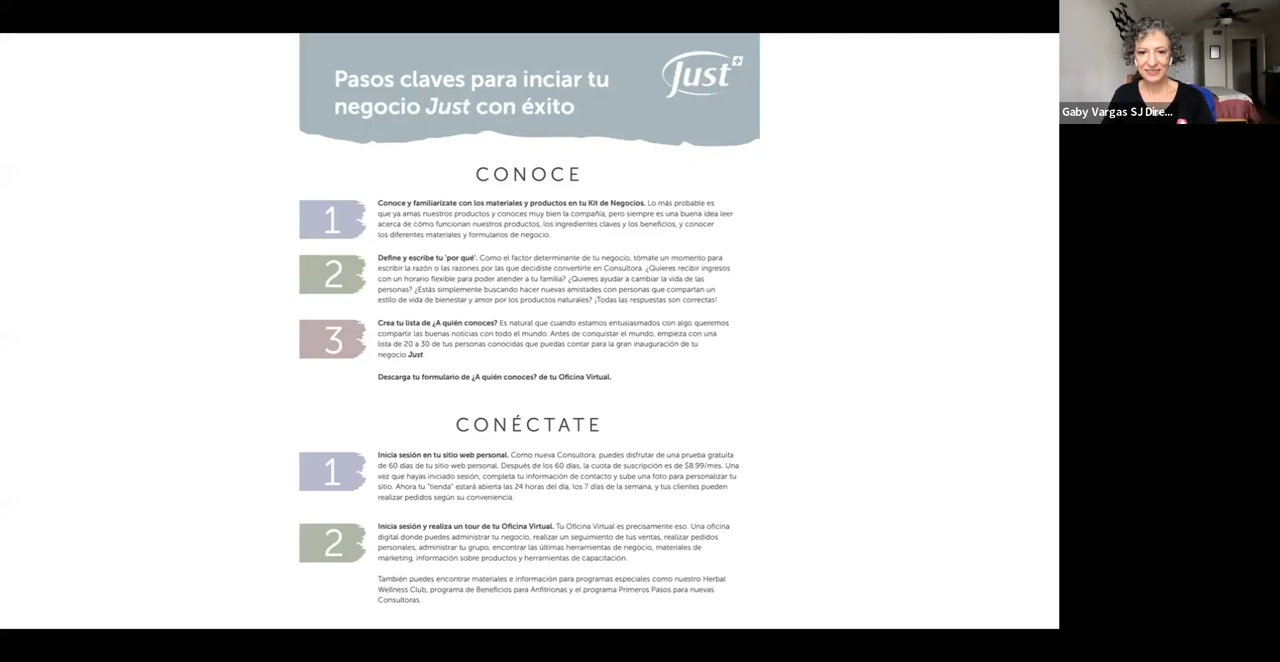 Pasos claves para inciar tu
negocio Just con éxito
Just
Gaby Vargas SJ Dire...
CONOCE
1
Conoce y familiarízate con los materiales y productos en tu Kit de Negocios. Lo más probable es
que ya amas nuestros productos y conoces muy bien la compañía, pero siempre es una buena idea leer
acerca de cómo funcionan nuestros productos, los ingredientes claves y los beneficios, y conocer
los diferentes materiales y formularios de negocio.
2
Define y escribe tu 'por qué'. Como el factor determinante de tu negocio, tómate un momento para
escribir la razón o las razones por las que decidiste convertirte en Consultora. ¿Quieres recibir ingresos
con un horario flexible para poder atender a tu familia? ¿Quieres ayudar a cambiar la vida de las
personas? ¿Estás simplemente buscando hacer nuevas amistades con personas que compartan un
estilo de vida de bienestar y amor por los productos naturales? ¡Todas las respuestas son correctas!
3
Crea tu lista de ¿A quién conoces? Es natural que cuando estamos entusiasmados con algo queremos
compartir las buenas noticias con todo el mundo. Antes de conquistar el mundo, empieza con una
lista de 20 a 30 de tus personas conocidas que puedas contar para la gran inauguración de tu
negocio Just.
Descarga tu formulario de ¿A quién conoces? de tu Oficina Virtual.
CONÉCTATE
1
Inicia sesión en tu sitio web personal. Como nueva Consultora, puedes disfrutar de una prueba gratuita
de 60 días de tu sitio web personal. Después de los 60 días, la cuota de suscripción es de $8.99/mes. Una
vez que hayas iniciado sesión, completa tu información de contacto y sube una foto para personalizar tu
sitio. Ahora tu "tienda" estará abierta las 24 horas del día, los 7 días de la semana, y tus clientes pueden
realizar pedidos según su conveniencia.
2
Inicia sesión y realiza un tour de tu Oficina Virtual. Tu Oficina Virtual es precisamente eso. Una oficina
digital donde puedes administrar tu negocio, realizar un seguimiento de tus ventas, realizar pedidos
personales, administrar tu grupo, encontrar las últimas herramientas de negocio, materiales de
marketing, información sobre productos y herramientas de capacitación.
También puedes encontrar materiales e información para programas especiales como nuestro Herbal
Wellness Club, programa de Beneficios para Anfitrionas y el programa Primeros Pasos para nuevas
Consultoras.